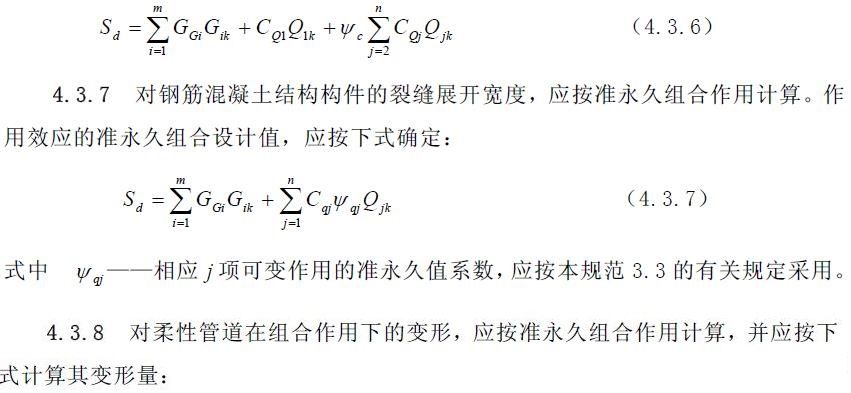 S_d = \sum_{i=1}^{m} G_{Gi} G_{ik} + C_{Q1} Q_{1k} + \psi_c \sum_{j=2}^{n} C_{Qj} Q_{jk} （4.3.6）
4.3.7 对钢筋混凝土结构构件的裂缝展开宽度，应按准永久组合作用计算。作
用效应的准永久组合设计值，应按下式确定：
S_d = \sum_{i=1}^{m} G_{Gi} G_{ik} + \sum_{j=1}^{n} C_{qj} \psi_{qj} Q_{jk} （4.3.7）
式中 \psi_{qj}——相应 j 项可变作用的准永久值系数，应按本规范 3.3 的有关规定采用。
4.3.8 对柔性管道在组合作用下的变形，应按准永久组合作用计算，并应按下
式计算其变形量：